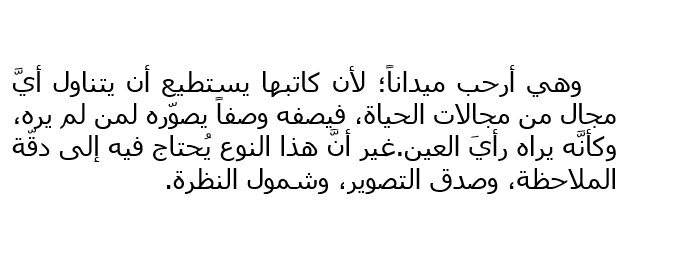 وهي أرحب ميداناً؛ لأن كاتبها يستطيع أن يتناول أيَّ
مجال من مجالات الحياة، فيصفه وصفاً يصوّره لمن لم يره،
وكأنَّه يراه رأيَ العين.غير أنَّ هذا النوع يُحتاج فيه إلى دقّة
الملاحظة، وصدق التصوير، وشمول النظرة.